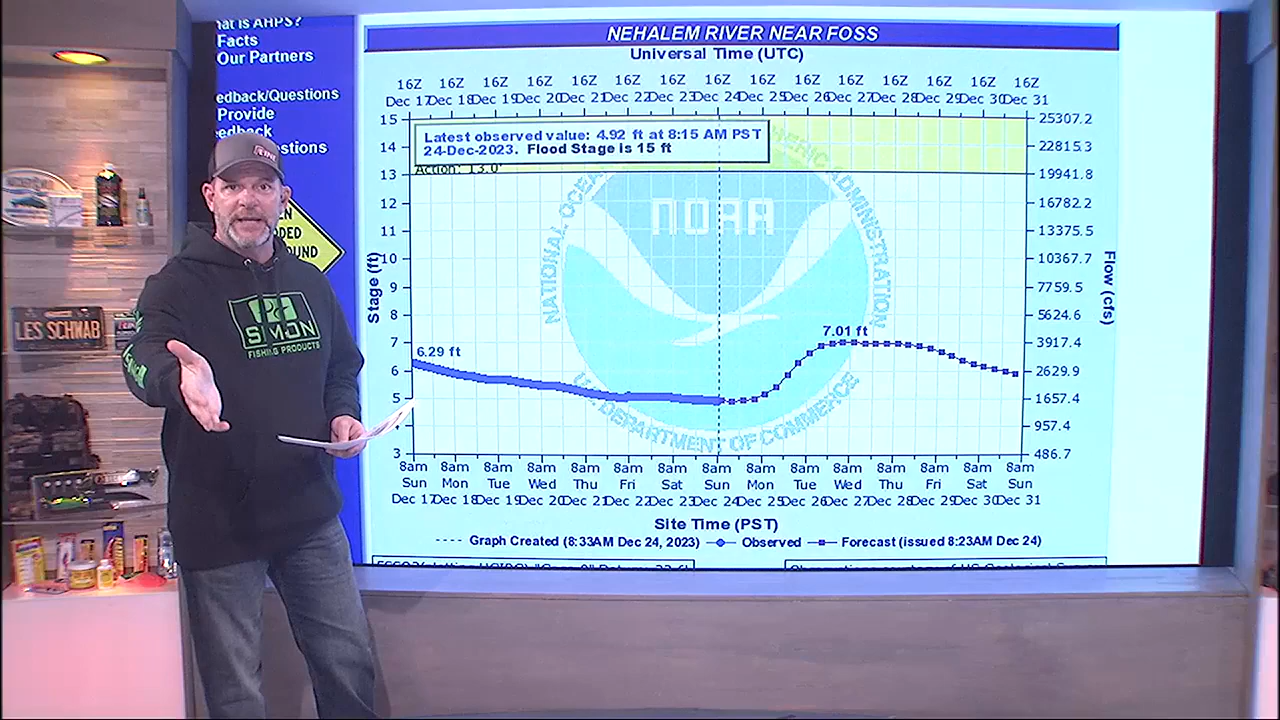 What is AHPS?
Facts
Our Partners
edback/Questions
Provide
edback
estions
EN
DED
OUND
NEHALEM RIVER NEAR FOSS
Universal Time (UTC)
16Z 16Z 16Z 16Z 16Z 16Z 16Z 16Z 16Z 16Z 16Z 16Z 16Z 16Z 16Z
Dec 17 Dec 18 Dec 19 Dec 20 Dec 21 Dec 22 Dec 23 Dec 24 Dec 25 Dec 26 Dec 27 Dec 28 Dec 29 Dec 30 Dec 31
Latest observed value: 4.92 ft at 8:15 AM PST
24-Dec-2023. Flood Stage is 15 ft
Action: 13.0'
15
14
13
12
11
10
9
8
7
6
5
3
Stage (ft)
25307.2
22815.3
19941.8
16782.2
13375.5
10367.7
7759.5
5624.6
3917.4
2629.9
1657.4
957.4
486.7
Flow (cfs)
NOAA
NATIONAL OCEA
MERIC ADMINISTRATION
U.S. DEPARTMENT OF COMMERCE
6.29 ft
7.01 ft
8am 8am 8am 8am 8am 8am 8am 8am 8am 8am 8am 8am 8am 8am 8am
Sun Mon Tue Wed Thu Fri Sat Sun Mon Tue Wed Thu Fri Sat Sun
Dec 17 Dec 18 Dec 19 Dec 20 Dec 21 Dec 22 Dec 23 Dec 24 Dec 25 Dec 26 Dec 27 Dec 28 Dec 29 Dec 30 Dec 31
Site Time (PST)
Graph Created (8:33AM Dec 24, 2023) Observed Forecast (issued 8:23AM Dec 24)
LES SCHWAB
SIMON
FISHING PRODUCTS